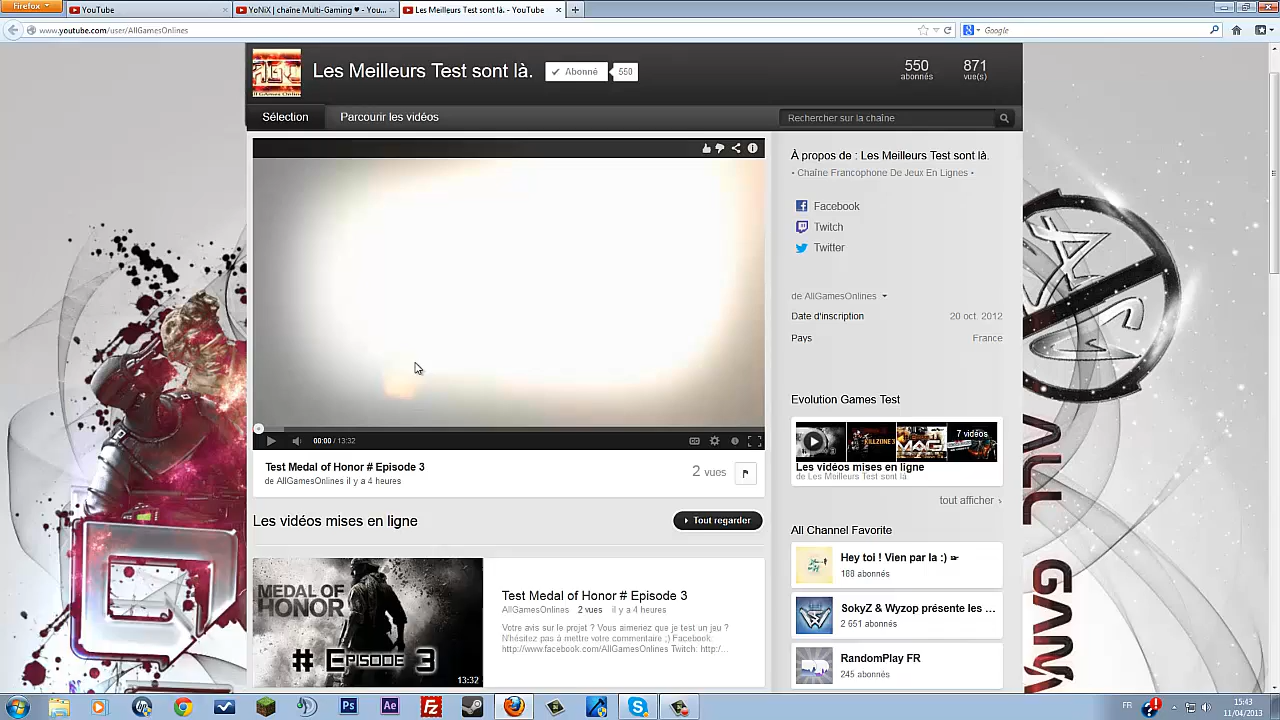 Firefox
YouTube
YoNiX | chaîne Multi-Gaming ♥ - You...
Les Meilleurs Test sont là. - YouTube
www.youtube.com/user/AllGamesOnlines
Google
Les Meilleurs Test sont là.
Abonné
550
550
abonnés
871
vue(s)
Sélection
Parcourir les vidéos
Rechercher sur la chaîne
00:00 / 13:32
Test Medal of Honor # Episode 3
de AllGamesOnlines il y a 4 heures
2 vues
Les vidéos mises en ligne
Tout regarder
MEDAL OF
HONOR
# EPISODE 3
13:32
Test Medal of Honor # Episode 3
AllGamesOnlines 2 vues il y a 4 heures
Votre avis sur le projet ? Vous aimeriez que je test un jeu ?
N'hésitez pas à mettre votre commentaire ;) Facebook:
http://www.facebook.com/AllGamesOnlines Twitch: http:/...
À propos de : Les Meilleurs Test sont là.
• Chaîne Francophone De Jeux En Lignes •
Facebook
Twitch
Twitter
de AllGamesOnlines
Date d'inscription 20 oct. 2012
Pays France
Evolution Games Test
KILLZONE3
7 vidéos
Les vidéos mises en ligne
de Les Meilleurs Test sont là
tout afficher ›
All Channel Favorite
Hey toi ! Vien par la :)
168 abonnés
SokyZ & Wyzop présente les ...
2 651 abonnés
RandomPlay FR
245 abonnés
ALL
GAM
Ps
Ae
FR
15:43
11/04/2013